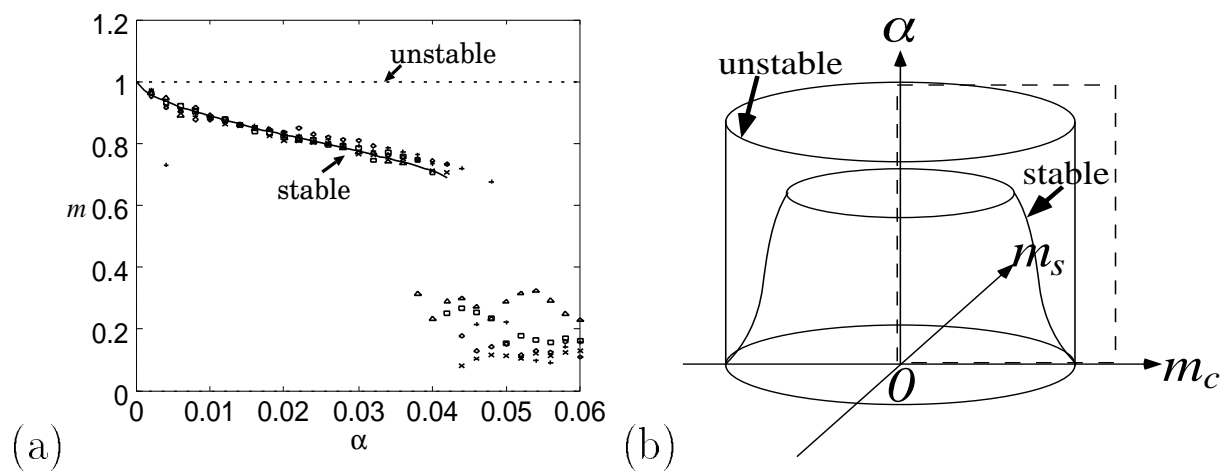 1.2
1
0.8
0.6
0.4
0.2
0
m
unstable
stable
0 0.01 0.02 0.03 0.04 0.05 0.06
α
(a)
α
unstable
stable
m_s
0
m_c
(b)